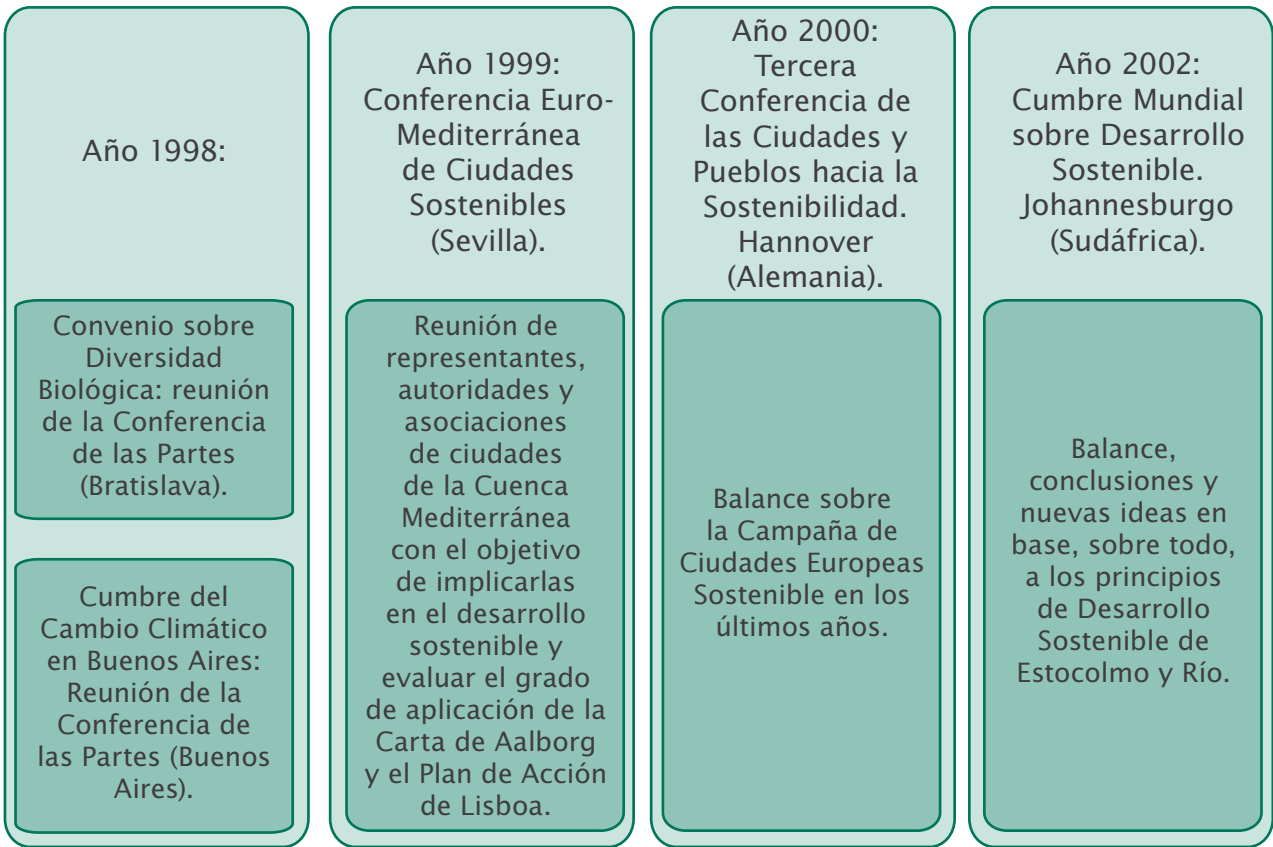 Año 1998:
Convenio sobre
Diversidad
Biológica: reunión
de la Conferencia
de las Partes
(Bratislava).
Cumbre del
Cambio Climático
en Buenos Aires:
Reunión de la
Conferencia de
las Partes (Buenos
Aires).
Año 1999:
Conferencia Euro-
Mediterránea
de Ciudades
Sostenibles
(Sevilla).
Reunión de
representantes,
autoridades y
asociaciones
de ciudades
de la Cuenca
Mediterránea
con el objetivo
de implicarlas
en el desarrollo
sostenible y
evaluar el grado
de aplicación de la
Carta de Aalborg
y el Plan de Acción
de Lisboa.
Año 2000:
Tercera
Conferencia de
las Ciudades y
Pueblos hacia la
Sostenibilidad.
Hannover
(Alemania).
Balance sobre
la Campaña de
Ciudades Europeas
Sostenible en los
últimos años.
Año 2002:
Cumbre Mundial
sobre Desarrollo
Sostenible.
Johannesburgo
(Sudáfrica).
Balance,
conclusiones y
nuevas ideas en
base, sobre todo,
a los principios
de Desarrollo
Sostenible de
Estocolmo y Río.